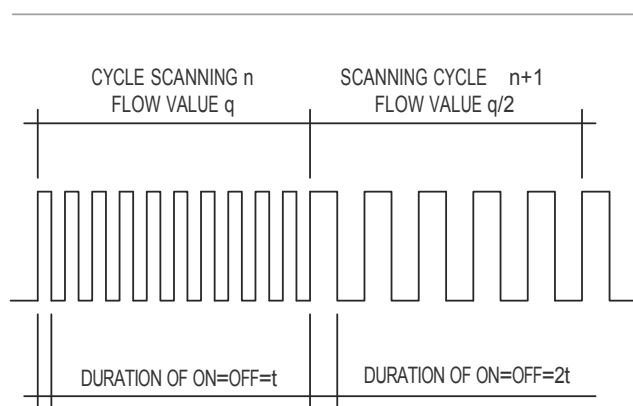 CYCLE SCANNING n
FLOW VALUE q
SCANNING CYCLE n+1
FLOW VALUE q/2
DURATION OF ON=OFF=t
DURATION OF ON=OFF=2t